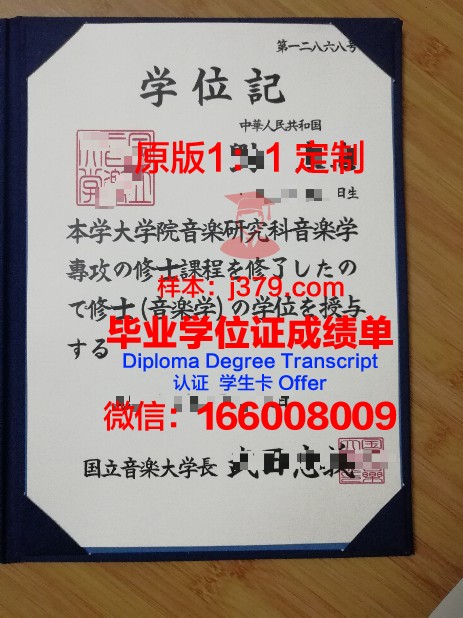 第一二八六八号
学位記
中華人民共和国
原版1:1 定制
日生
本学大学院音楽研究科音楽学
専攻の修士課程を修了したの
样本:j379.com
で修士(音楽学)の学位を授与
毕业学位证成绩单
する
Diploma Degree Transcript
认证 学生卡 Offer
微信:166008009
国立音楽大学長